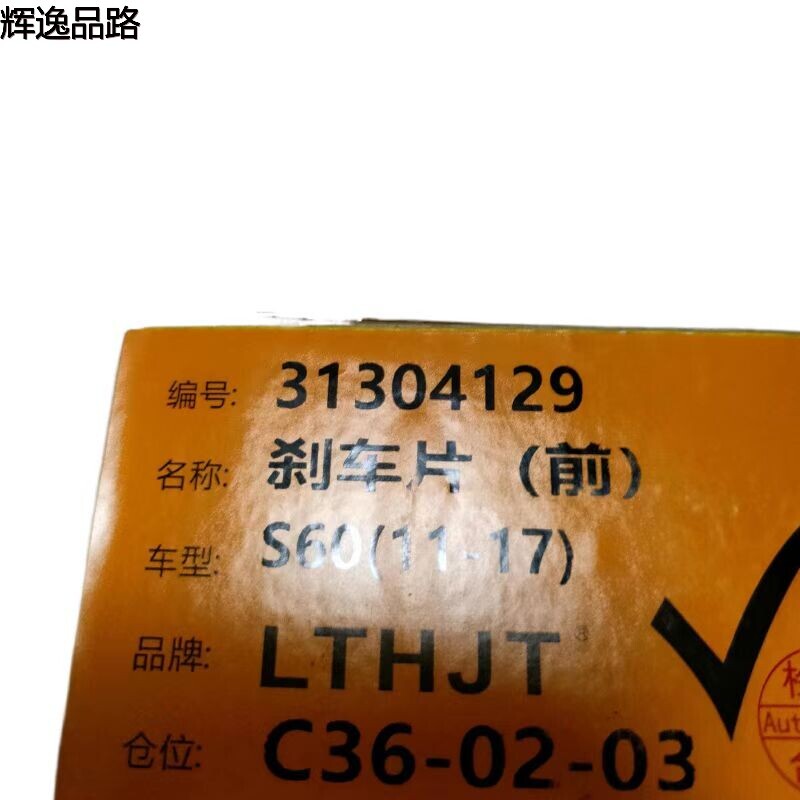 辉逸品路
编号: 31304129
名称: 刹车片（前）
车型: S60(11-17)
品牌: LTHJT®
仓位: C36-02-03
Aut